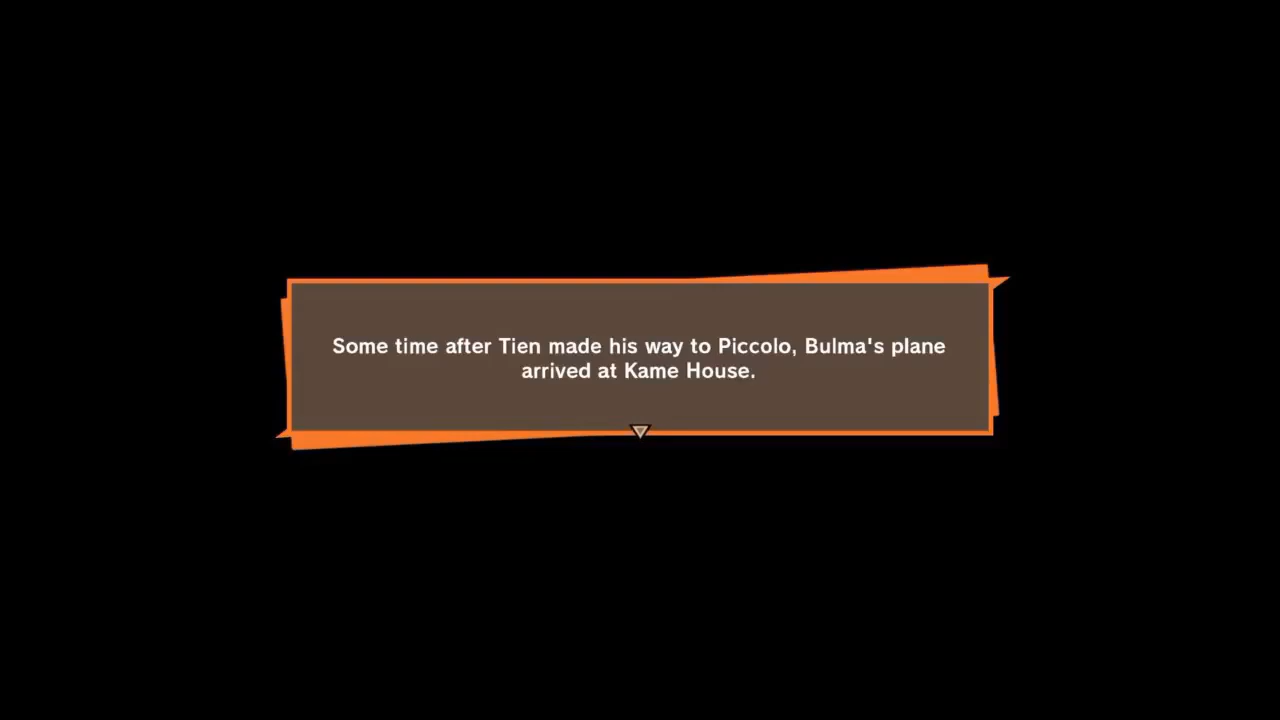 Some time after Tien made his way to Piccolo, Bulma's plane
arrived at Kame House.